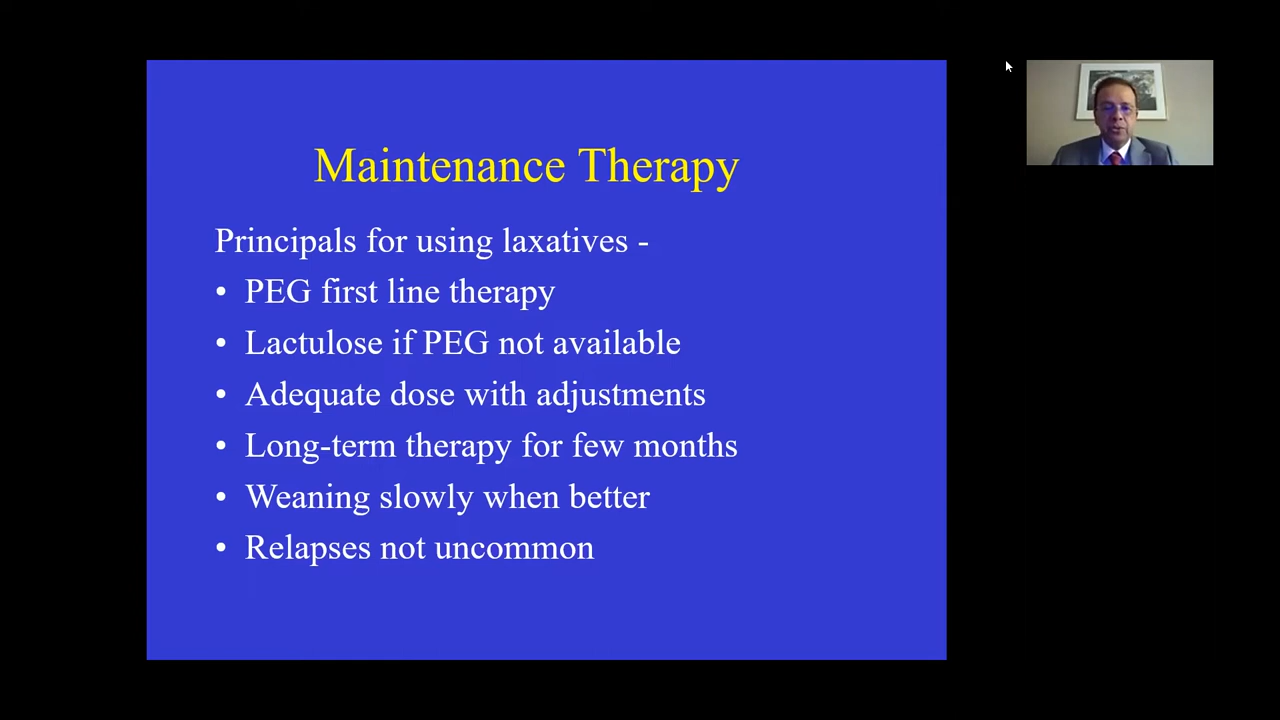 Maintenance Therapy
Principals for using laxatives -
• PEG first line therapy
• Lactulose if PEG not available
• Adequate dose with adjustments
• Long-term therapy for few months
• Weaning slowly when better
• Relapses not uncommon